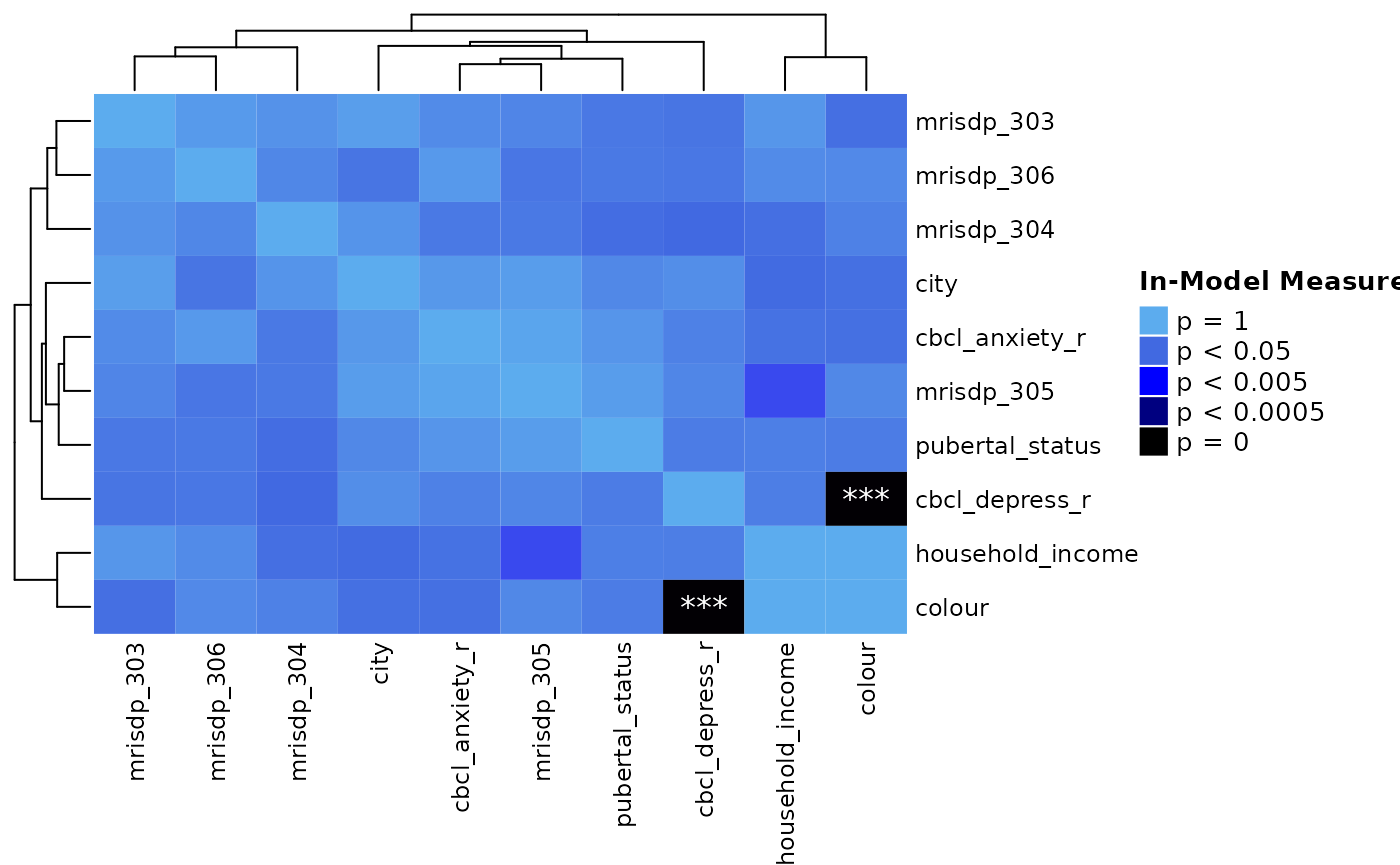 mrisdp_303
mrisdp_306
mrisdp_304
city
cbcl_anxiety_r
mrisdp_305
pubertal_status
*** cbcl_depress_r
household_income
*** colour
mrisdp_303
mrisdp_306
mrisdp_304
city
cbcl_anxiety_r
mrisdp_305
pubertal_status
cbcl_depress_r
household_income
colour
In-Model Measure
p = 1
p < 0.05
p < 0.005
p < 0.0005
p = 0